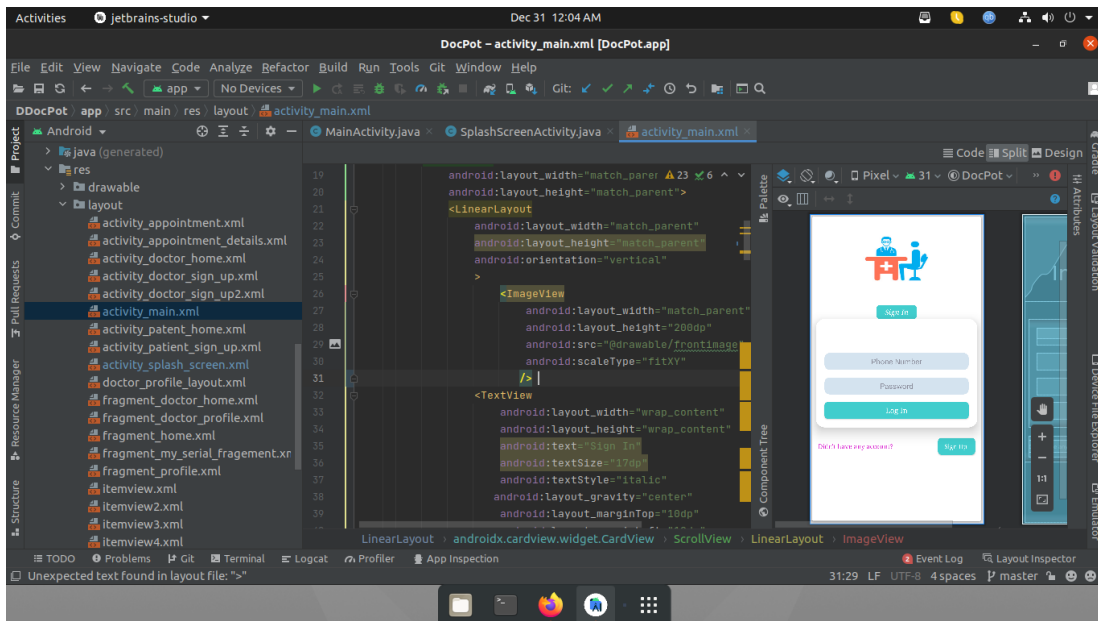 Activities jetbrains-studio Dec 31 12:04 AM
DocPot – activity_main.xml [DocPot.app]
File Edit View Navigate Code Analyze Refactor Build Run Tools Git Window Help
app No Devices Git:
DDocPot app src main res layout activity_main.xml
Android MainActivity.java SplashScreenActivity.java activity_main.xml
java (generated) Code Split Design
res
drawable
layout
activity_appointment.xml
activity_appointment_details.xml
activity_doctor_home.xml
activity_doctor_sign_up.xml
activity_doctor_sign_up2.xml
activity_main.xml
activity_patent_home.xml
activity_patient_sign_up.xml
activity_splash_screen.xml
doctor_profile_layout.xml
fragment_doctor_home.xml
fragment_doctor_profile.xml
fragment_home.xml
fragment_my_serial_fragement.xr
fragment_profile.xml
itemview.xml
itemview2.xml
itemview3.xml
itemview4.xml
Project
Commit
Pull Requests
Resource Manager
Structure
19 android:layout_width="match_parer 23 6
20 android:layout_height="match_parent">
21 <LinearLayout
22 android:layout_width="match_parent"
23 android:layout_height="match_parent"
24 android:orientation="vertical"
25 >
26 <ImageView
27 android:layout_width="match_parent"
28 android:layout_height="200dp"
29 android:src="@drawable/frontimage
30 android:scaleType="fitXY"
31 />
32 <TextView
33 android:layout_width="wrap_content"
34 android:layout_height="wrap_content"
35 android:text="Sign In"
36 android:textSize="17dp"
37 android:textStyle="italic"
38 android:layout_gravity="center"
39 android:layout_marginTop="10dp"
LinearLayout androidx.cardview.widget.CardView ScrollView LinearLayout ImageView
Palette
Component Tree
Pixel 31 DocPot
Sign In
Phone Number
Password
Log In
Didn't have any account? Sign Up
1:1
Gradle
Attributes
Layout Validation
Device File Explorer
Emulator
TODO Problems Git Terminal Logcat Profiler App Inspection 2 Event Log Layout Inspector
Unexpected text found in layout file: ">" 31:29 LF UTF-8 4 spaces master